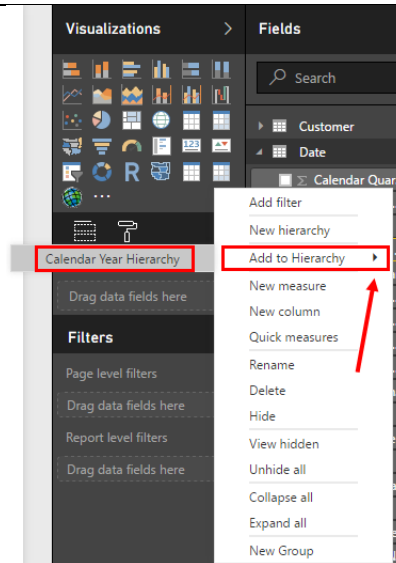 Visualizations >
Fields
Search
Customer
Date
Σ Calendar Quar
R
123
...
Add filter
New hierarchy
Add to Hierarchy
Calendar Year Hierarchy
New measure
New column
Quick measures
Rename
Delete
Hide
View hidden
Unhide all
Collapse all
Expand all
New Group
Drag data fields here
Filters
Page level filters
Drag data fields here
Report level filters
Drag data fields here